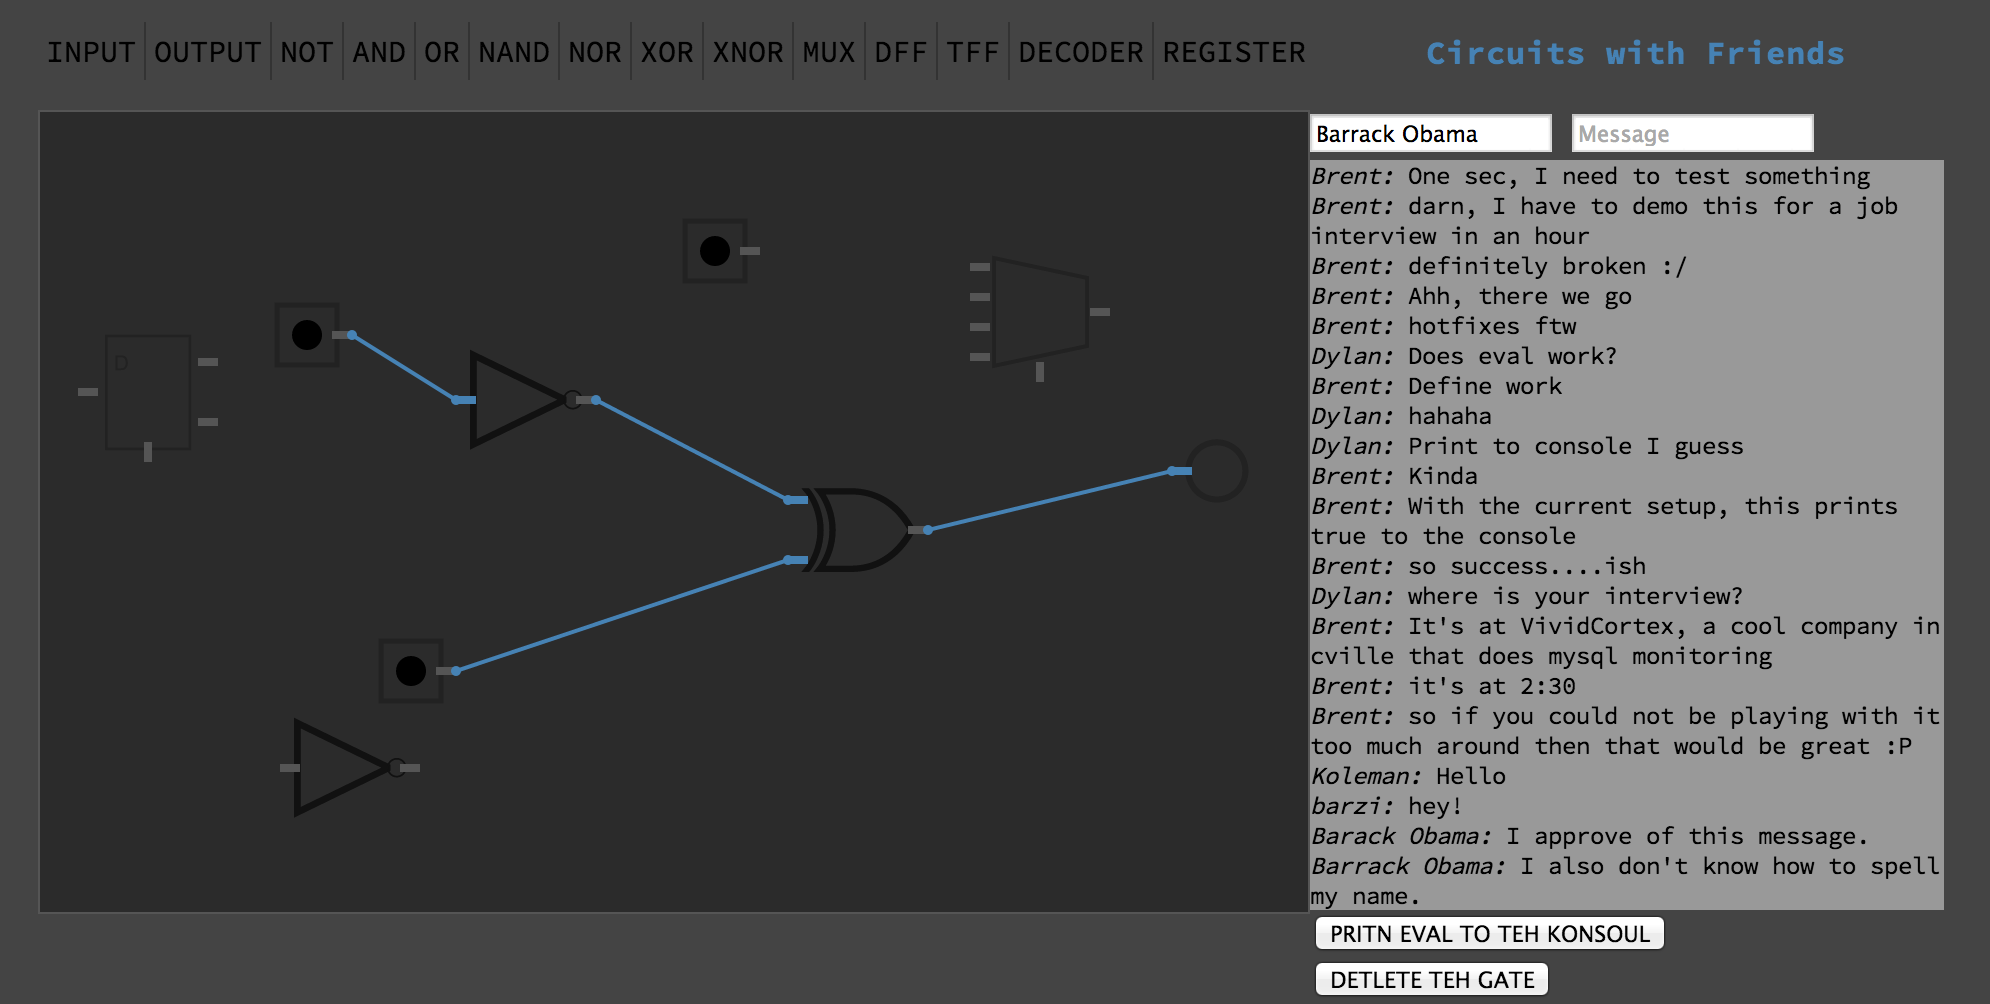 INPUT OUTPUT NOT AND OR NAND NOR XOR XNOR MUX DFF TFF DECODER REGISTER
Circuits with Friends
D
Barrack Obama
Message
Brent: One sec, I need to test something
Brent: darn, I have to demo this for a job
interview in an hour
Brent: definitely broken :/
Brent: Ahh, there we go
Brent: hotfixes ftw
Dylan: Does eval work?
Brent: Define work
Dylan: hahaha
Dylan: Print to console I guess
Brent: Kinda
Brent: With the current setup, this prints
true to the console
Brent: so success....ish
Dylan: where is your interview?
Brent: It's at VividCortex, a cool company in
cville that does mysql monitoring
Brent: it's at 2:30
Brent: so if you could not be playing with it
too much around then that would be great :P
Koleman: Hello
barzi: hey!
Barack Obama: I approve of this message.
Barrack Obama: I also don't know how to spell
my name.
PRITN EVAL TO TEH KONSOUL
DETLETE TEH GATE